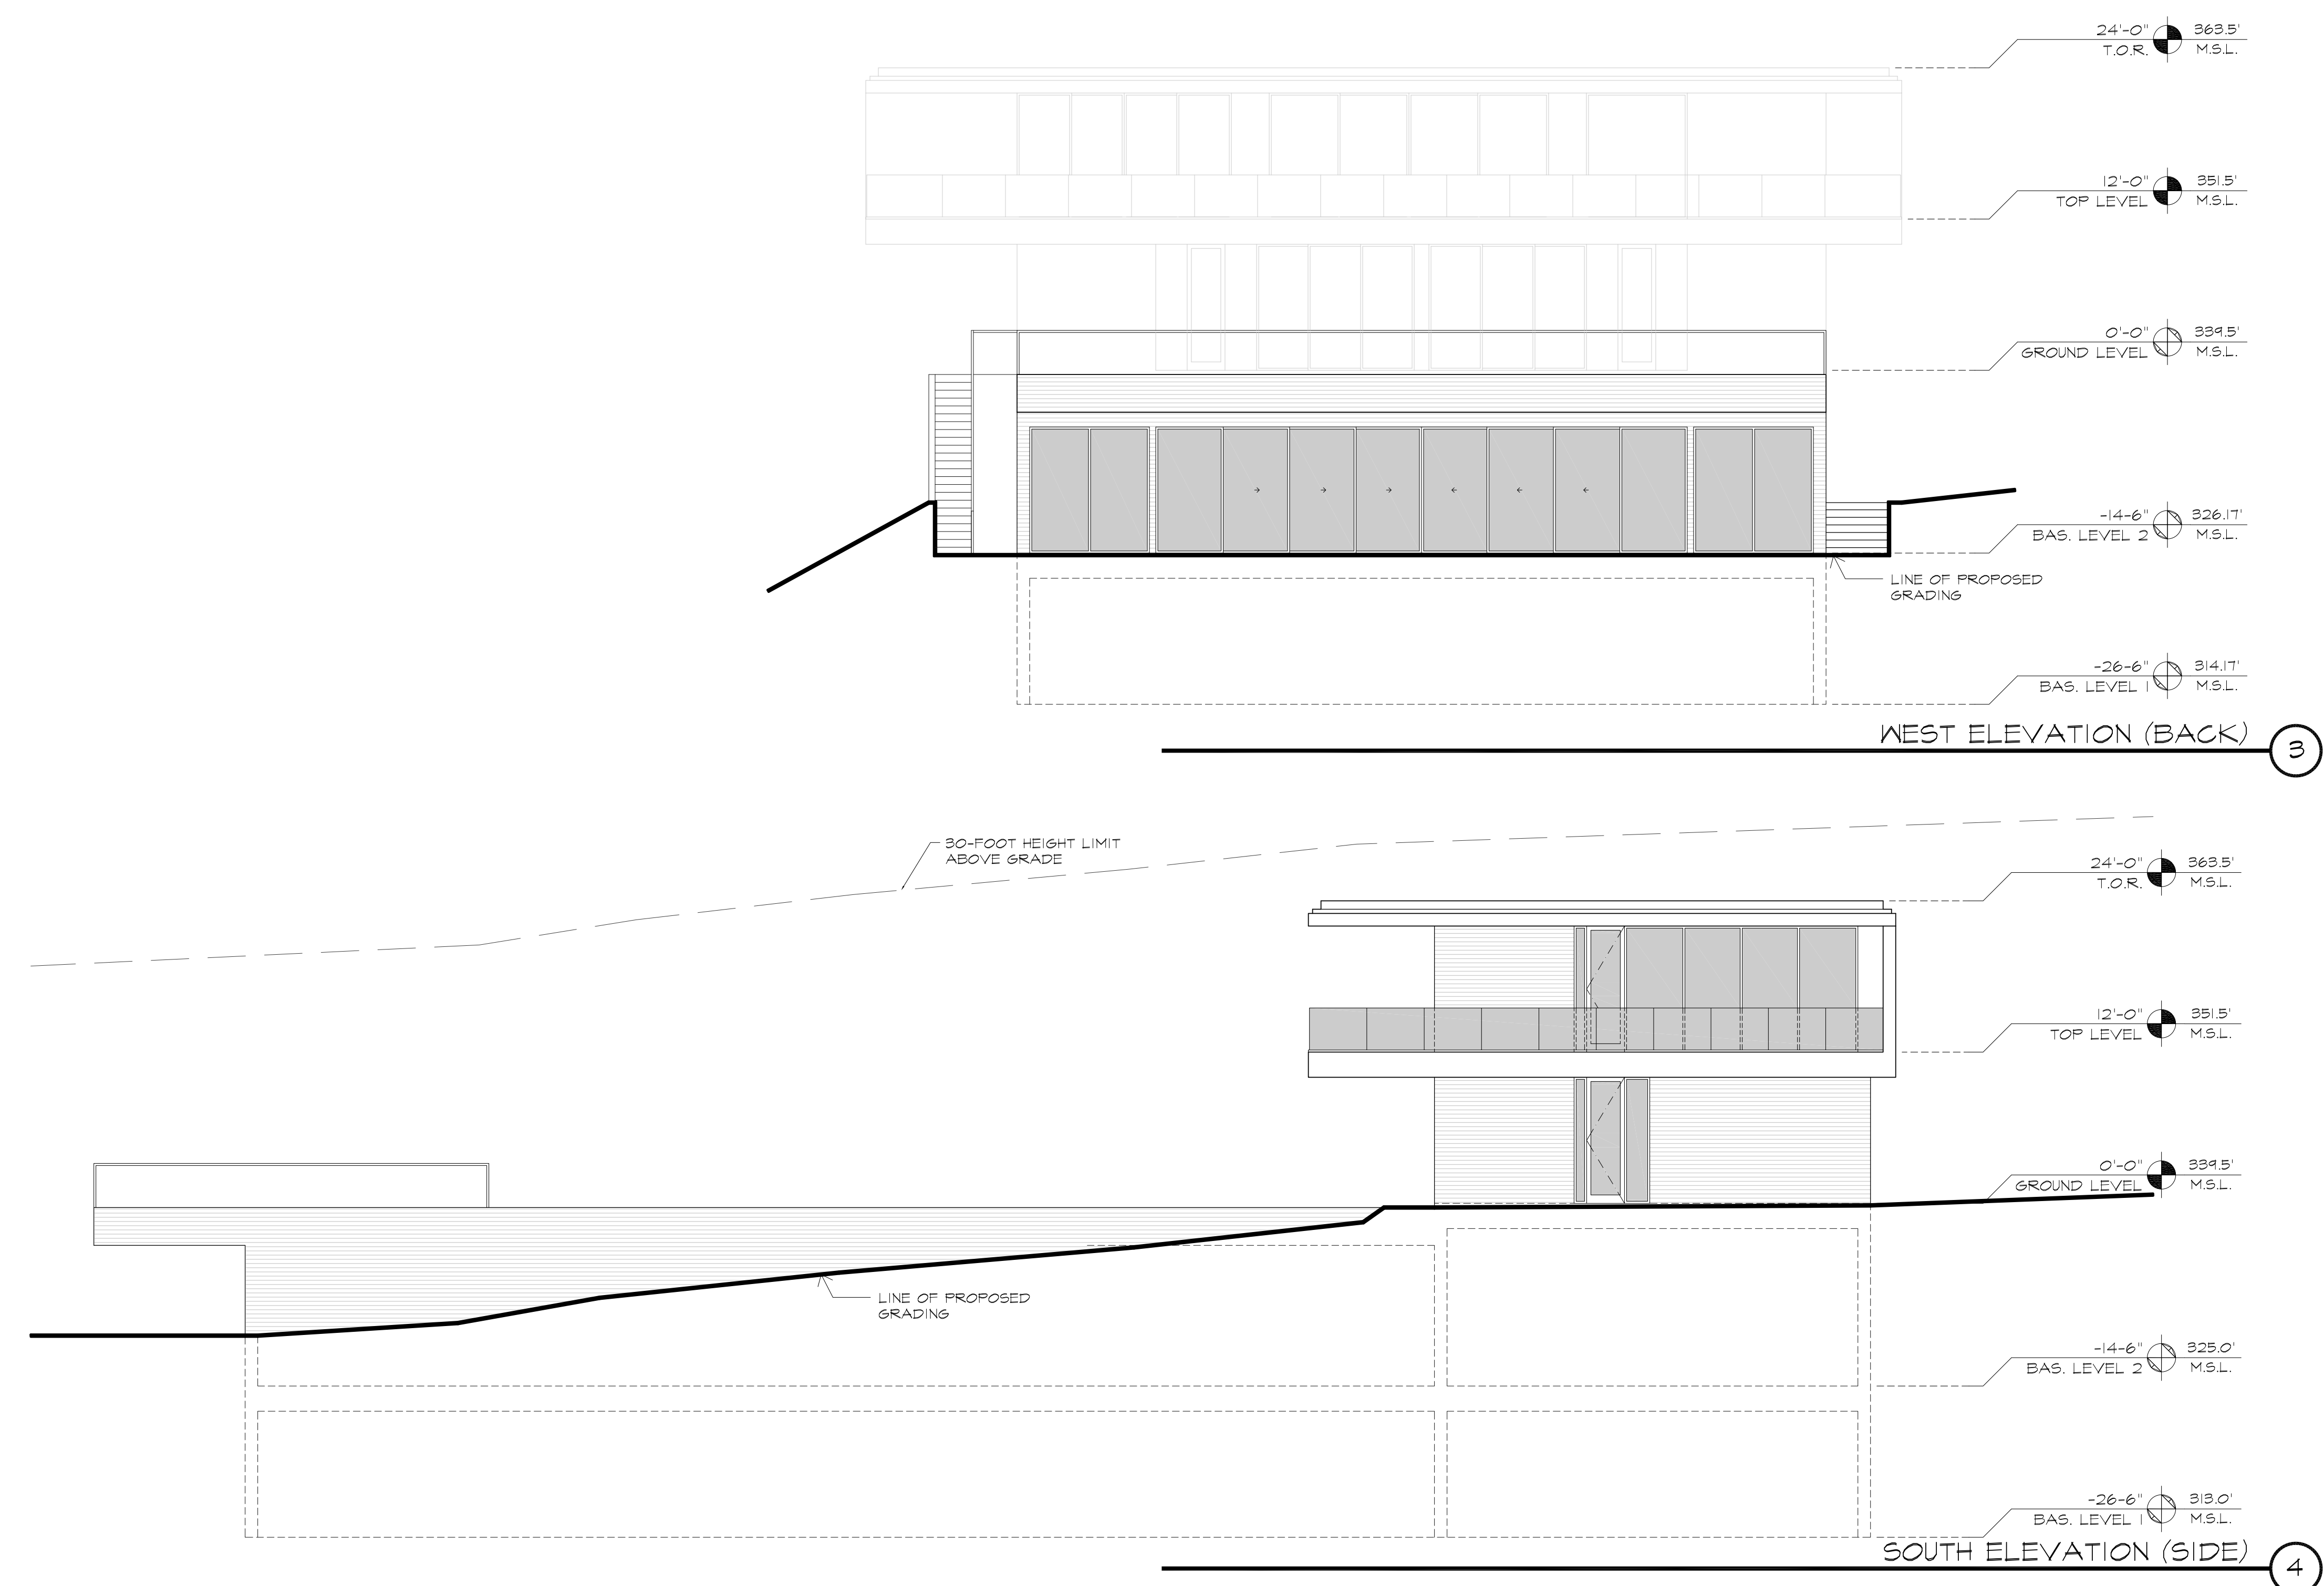 24'-0" 363.5'
T.O.R. M.S.L.
12'-0" 351.5'
TOP LEVEL M.S.L.
0'-0" 339.5'
GROUND LEVEL M.S.L.
-14-6" 326.17'
BAS. LEVEL 2 M.S.L.
LINE OF PROPOSED
GRADING
-26-6" 314.17'
BAS. LEVEL 1 M.S.L.
WEST ELEVATION (BACK) 3
30-FOOT HEIGHT LIMIT
ABOVE GRADE
24'-0" 363.5'
T.O.R. M.S.L.
12'-0" 351.5'
TOP LEVEL M.S.L.
0'-0" 339.5'
GROUND LEVEL M.S.L.
LINE OF PROPOSED
GRADING
-14-6" 325.0'
BAS. LEVEL 2 M.S.L.
-26-6" 313.0'
BAS. LEVEL 1 M.S.L.
SOUTH ELEVATION (SIDE) 4